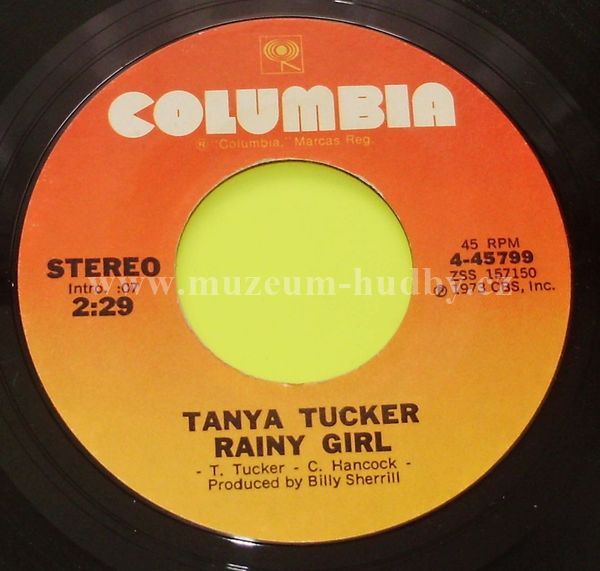 COLUMBIA
® "Columbia," Marcas Reg.
STEREO
Intro. :07
2:29
45 RPM
4-45799
ZSS 157150
℗ 1973 CBS, Inc.
www.muzeum-hudby.cz
TANYA TUCKER
RAINY GIRL
- T. Tucker - C. Hancock -
Produced by Billy Sherrill